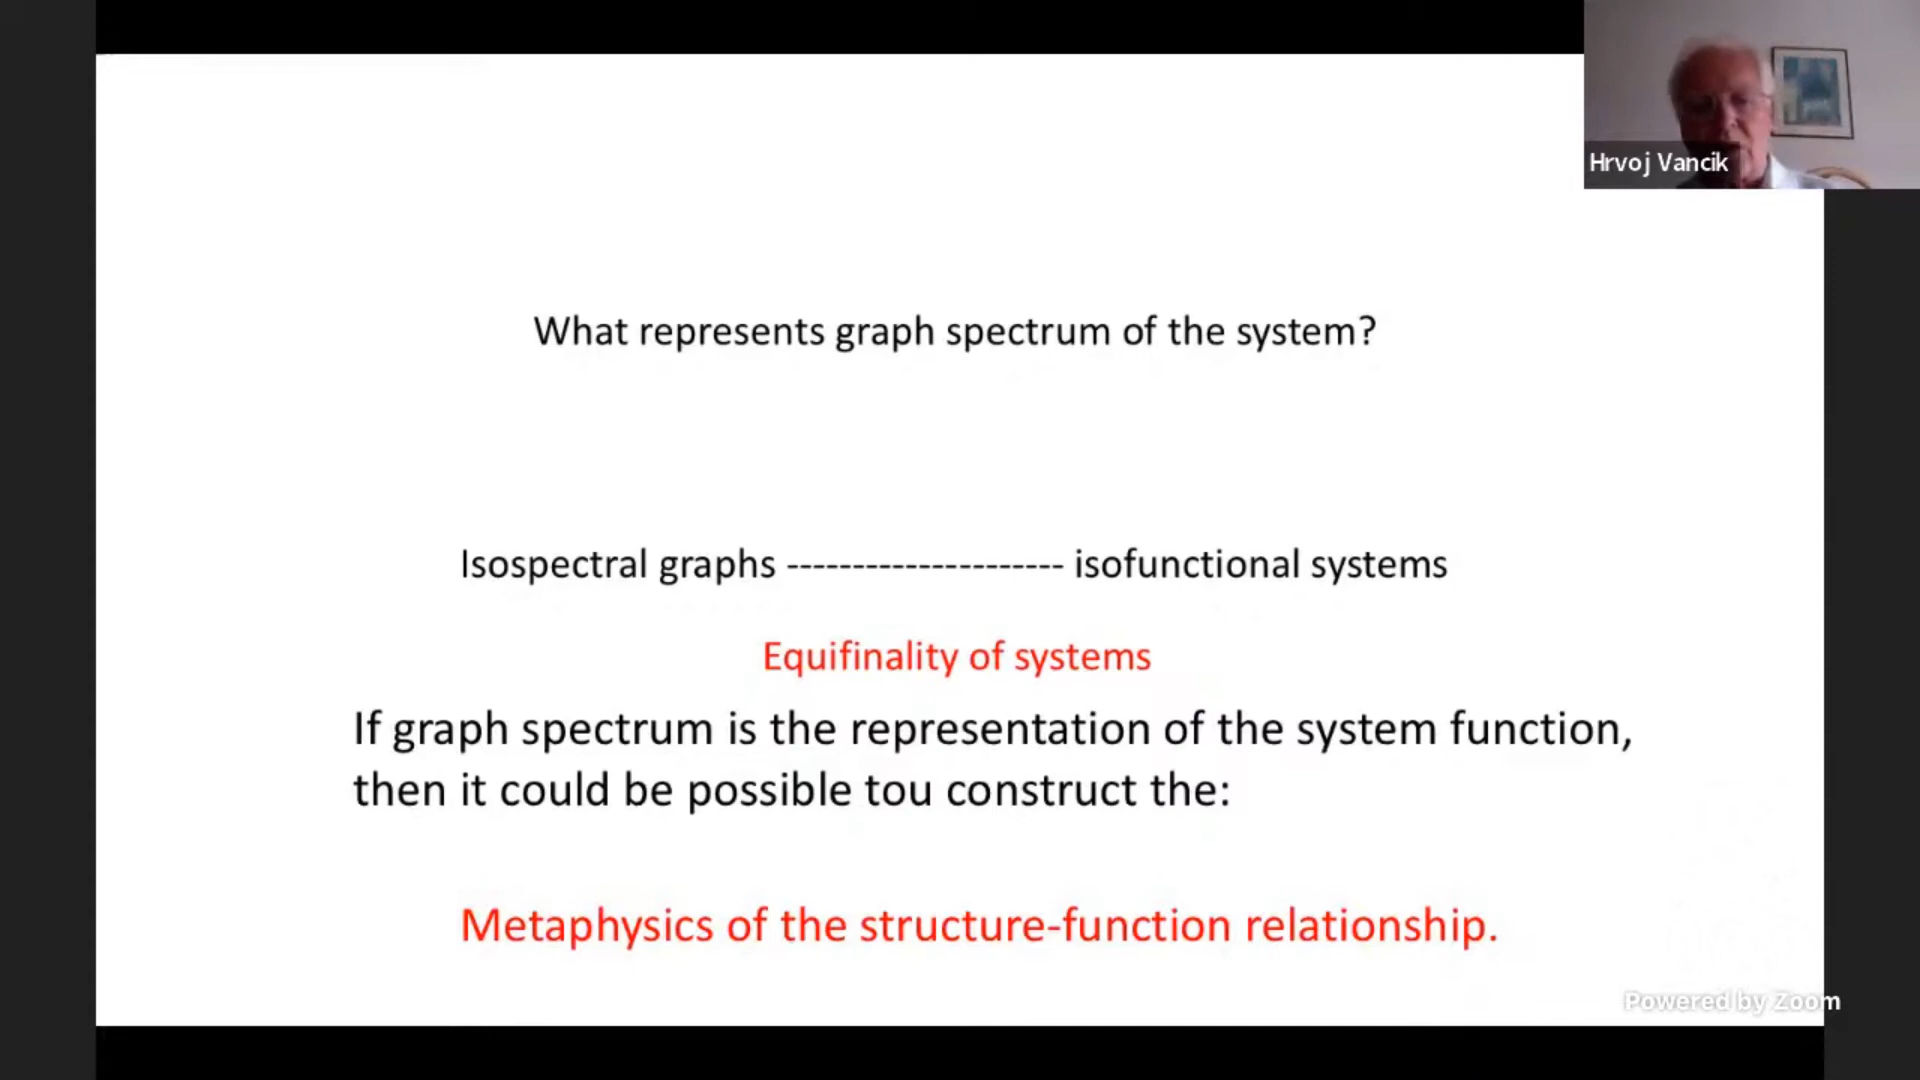 Hrvoj Vancik
What represents graph spectrum of the system?
Isospectral graphs --------------------- isofunctional systems
Equifinality of systems
If graph spectrum is the representation of the system function,
then it could be possible tou construct the:
Metaphysics of the structure-function relationship.
Powered by Zoom